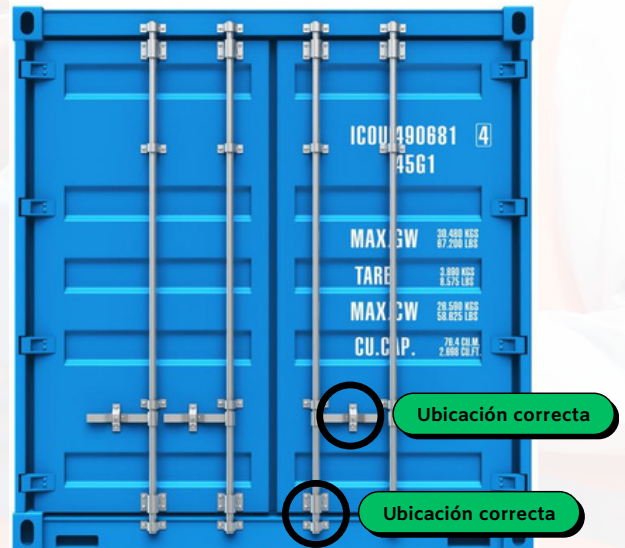 ICOU 490681 4
45G1
MAX.GW 30.480 KGS
67.200 LBS
TARE 3.890 KGS
8.575 LBS
MAX.CW 26.590 KGS
58.625 LBS
CU.CAP. 76.4 CU.M.
2.698 CU.FT.
Ubicación correcta
Ubicación correcta